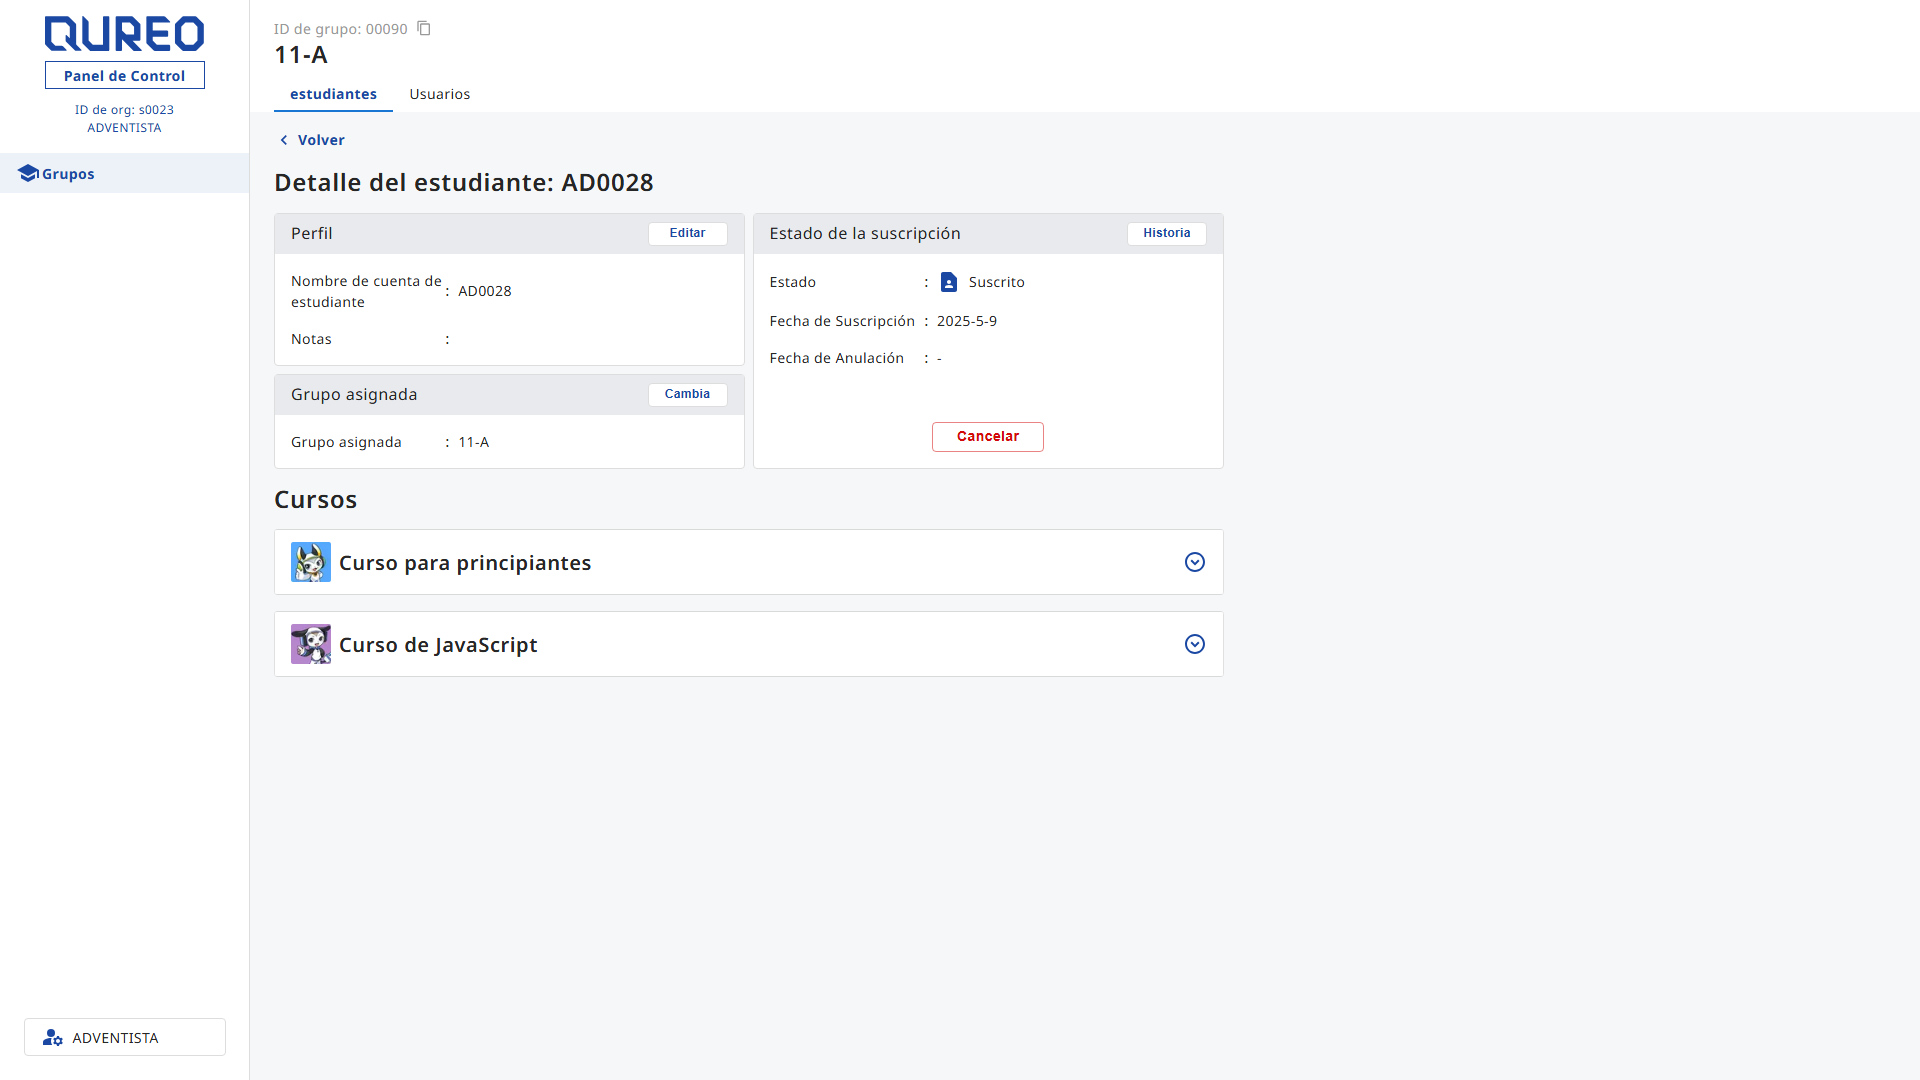 QUREO
Panel de Control
ID de org: s0023
ADVENTISTA
Grupos
ADVENTISTA
ID de grupo: 00090
11-A
estudiantes
Usuarios
Volver
Detalle del estudiante: AD0028
Perfil
Editar
Nombre de cuenta de
estudiante
: AD0028
Notas :
Grupo asignada
Cambia
Grupo asignada : 11-A
Estado de la suscripción
Historia
Estado : Suscrito
Fecha de Suscripción : 2025-5-9
Fecha de Anulación : -
Cancelar
Cursos
Curso para principiantes
Curso de JavaScript